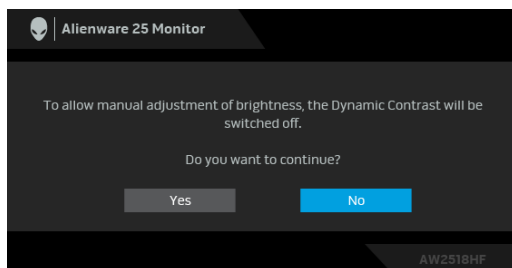 Alienware 25 Monitor
To allow manual adjustment of brightness, the Dynamic Contrast will be
switched off.
Do you want to continue?
Yes
No
AW2518HF